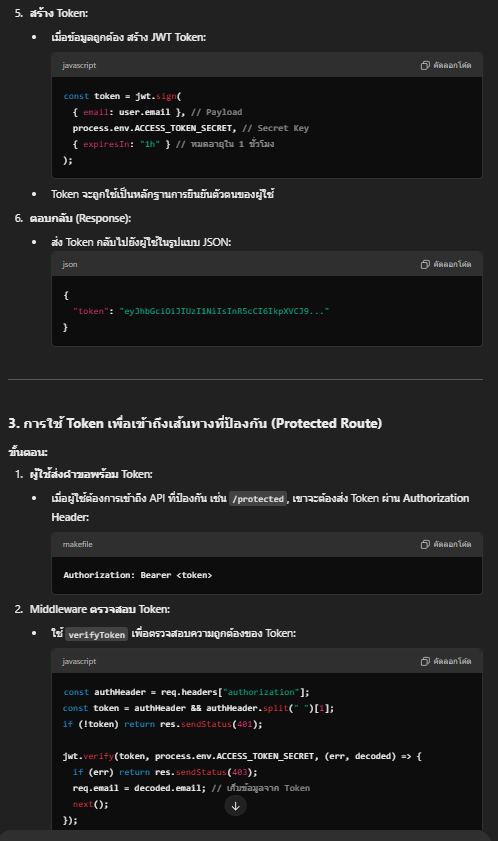 5. สร้าง Token:
• เมื่อข้อมูลถูกต้อง สร้าง JWT Token:
javascript
คัดลอกโค้ด
const token = jwt.sign(
{ email: user.email }, // Payload
process.env.ACCESS_TOKEN_SECRET, // Secret Key
{ expiresIn: "1h" } // หมดอายุใน 1 ชั่วโมง
);
• Token จะถูกใช้เป็นหลักฐานการยืนยันตัวตนของผู้ใช้
6. ตอบกลับ (Response):
• ส่ง Token กลับไปยังผู้ใช้ในรูปแบบ JSON:
json
คัดลอกโค้ด
{
"token": "eyJhbGciOiJIUzI1NiIsInR5cCI6IkpXVCJ9..."
}
3. การใช้ Token เพื่อเข้าถึงเส้นทางที่ป้องกัน (Protected Route)
ขั้นตอน:
1. ผู้ใช้ส่งคำขอพร้อม Token:
• เมื่อผู้ใช้ต้องการเข้าถึง API ที่ป้องกัน เช่น /protected, เขาจะต้องส่ง Token ผ่าน Authorization
Header:
makefile
คัดลอกโค้ด
Authorization: Bearer <token>
2. Middleware ตรวจสอบ Token:
• ใช้ verifyToken เพื่อตรวจสอบความถูกต้องของ Token:
javascript
คัดลอกโค้ด
const authHeader = req.headers["authorization"];
const token = authHeader && authHeader.split(" ")[1];
if (!token) return res.sendStatus(401);
jwt.verify(token, process.env.ACCESS_TOKEN_SECRET, (err, decoded) => {
if (err) return res.sendStatus(403);
req.email = decoded.email; // เก็บข้อมูลจาก Token
next();
});